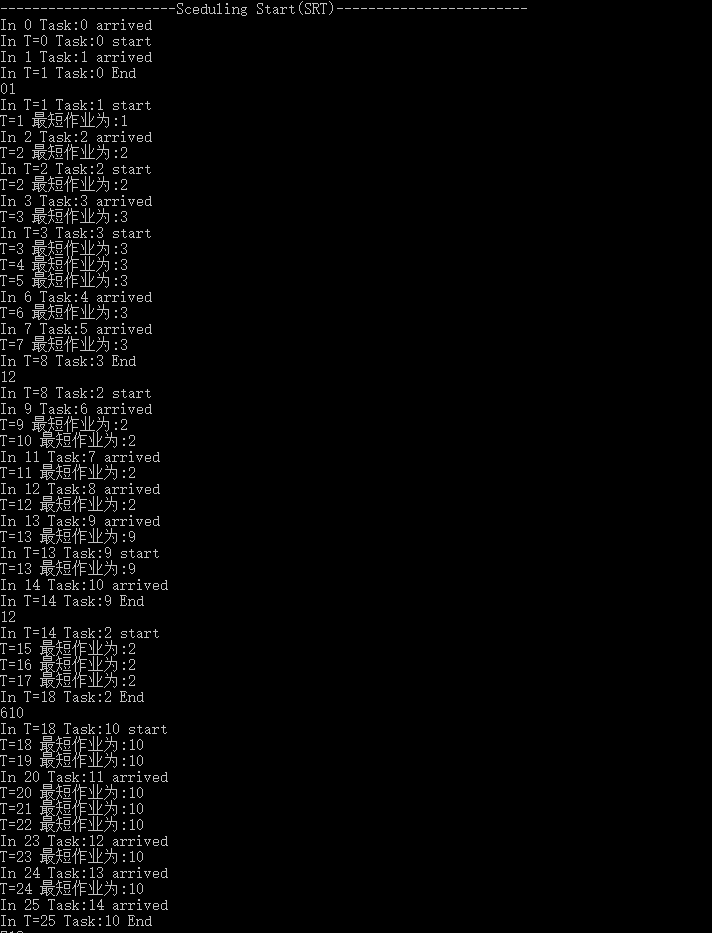 ----------------------Sceduling Start(SRT)------------------------
In 0 Task:0 arrived
In T=0 Task:0 start
In 1 Task:1 arrived
In T=1 Task:0 End
01
In T=1 Task:1 start
T=1 最短作业为:1
In 2 Task:2 arrived
T=2 最短作业为:2
In T=2 Task:2 start
T=2 最短作业为:2
In 3 Task:3 arrived
T=3 最短作业为:3
In T=3 Task:3 start
T=3 最短作业为:3
T=4 最短作业为:3
T=5 最短作业为:3
In 6 Task:4 arrived
T=6 最短作业为:3
In 7 Task:5 arrived
T=7 最短作业为:3
In T=8 Task:3 End
12
In T=8 Task:2 start
In 9 Task:6 arrived
T=9 最短作业为:2
T=10 最短作业为:2
In 11 Task:7 arrived
T=11 最短作业为:2
In 12 Task:8 arrived
T=12 最短作业为:2
In 13 Task:9 arrived
T=13 最短作业为:9
In T=13 Task:9 start
T=13 最短作业为:9
In 14 Task:10 arrived
In T=14 Task:9 End
12
In T=14 Task:2 start
T=15 最短作业为:2
T=16 最短作业为:2
T=17 最短作业为:2
In T=18 Task:2 End
610
In T=18 Task:10 start
T=18 最短作业为:10
T=19 最短作业为:10
In 20 Task:11 arrived
T=20 最短作业为:10
T=21 最短作业为:10
T=22 最短作业为:10
In 23 Task:12 arrived
T=23 最短作业为:10
In 24 Task:13 arrived
T=24 最短作业为:10
In 25 Task:14 arrived
In T=25 Task:10 End